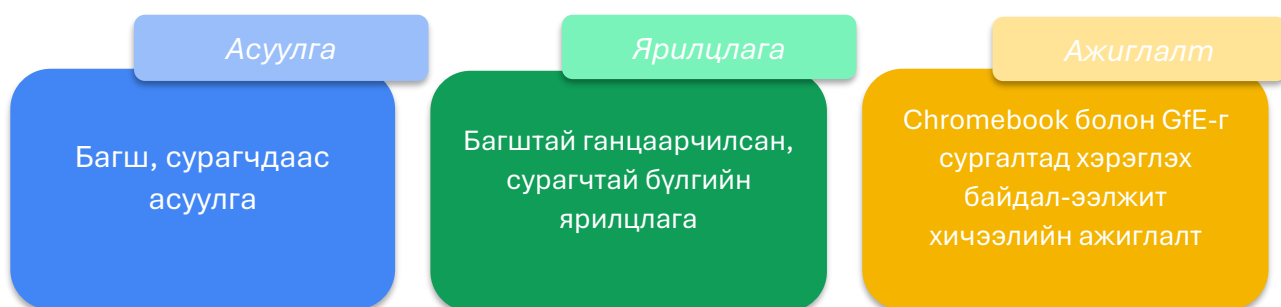 Асуулга
Багш, сурагчдаас
асуулга
Ярилцлага
Багштай ганцаарчилсан,
сурагчтай бүлгийн
ярилцлага
Ажиглалт
Chromebook болон GfE-г
сургалтад хэрэглэх
байдал-ээлжит
хичээлийн ажиглалт